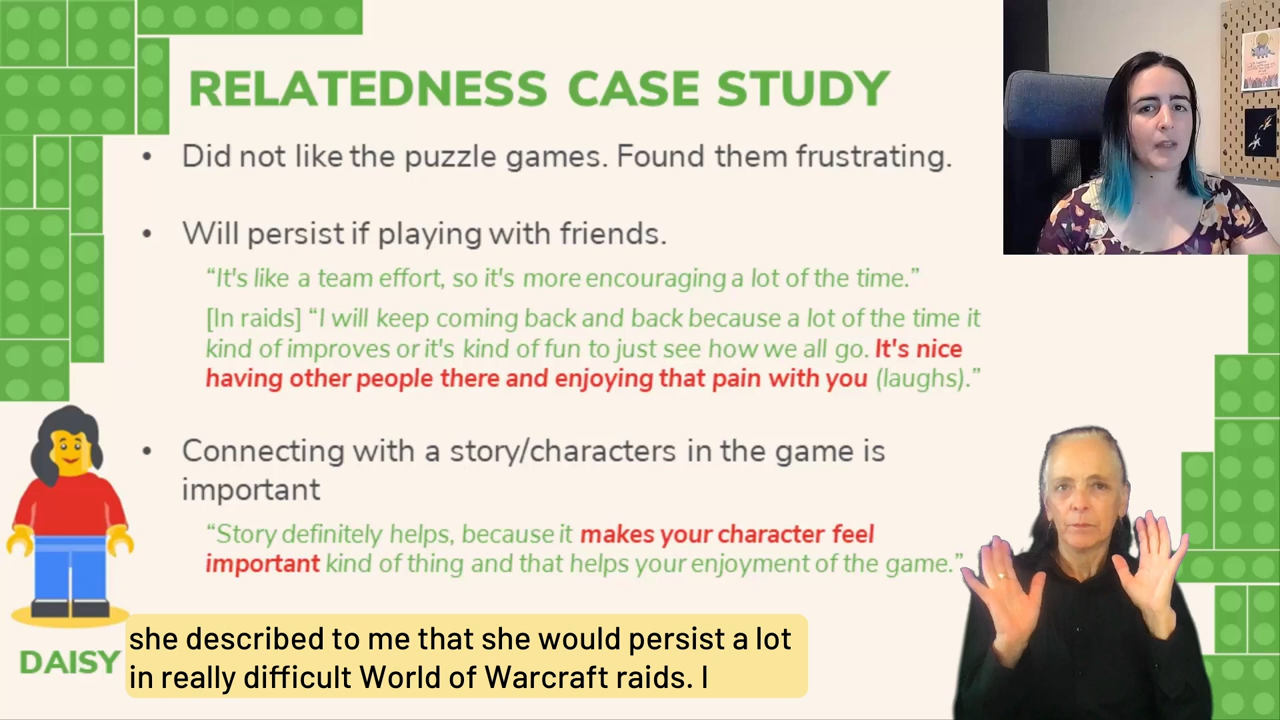 RELATEDNESS CASE STUDY
• Did not like the puzzle games. Found them frustrating.
• Will persist if playing with friends.
“It's like a team effort, so it's more encouraging a lot of the time.”
[In raids] “I will keep coming back and back because a lot of the time it
kind of improves or it's kind of fun to just see how we all go. It's nice
having other people there and enjoying that pain with you (laughs).”
• Connecting with a story/characters in the game is
important
“Story definitely helps, because it makes your character feel
important kind of thing and that helps your enjoyment of the game.”
DAISY
she described to me that she would persist a lot
in really difficult World of Warcraft raids. I